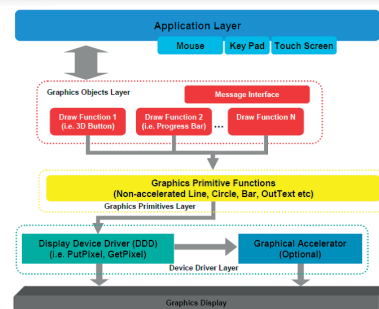 Application Layer
Mouse
Key Pad
Touch Screen
Graphics Objects Layer
Message Interface
Draw Function 1
(i.e. 3D Button)
Draw Function 2
(i.e. Progress Bar)
...
Draw Function N
Graphics Primitive Functions
(Non-accelerated Line, Circle, Bar, OutText etc)
Graphics Primitives Layer
Display Device Driver (DDD)
(i.e. PutPixel, GetPixel)
Graphical Accelerator
(Optional)
Device Driver Layer
Graphics Display